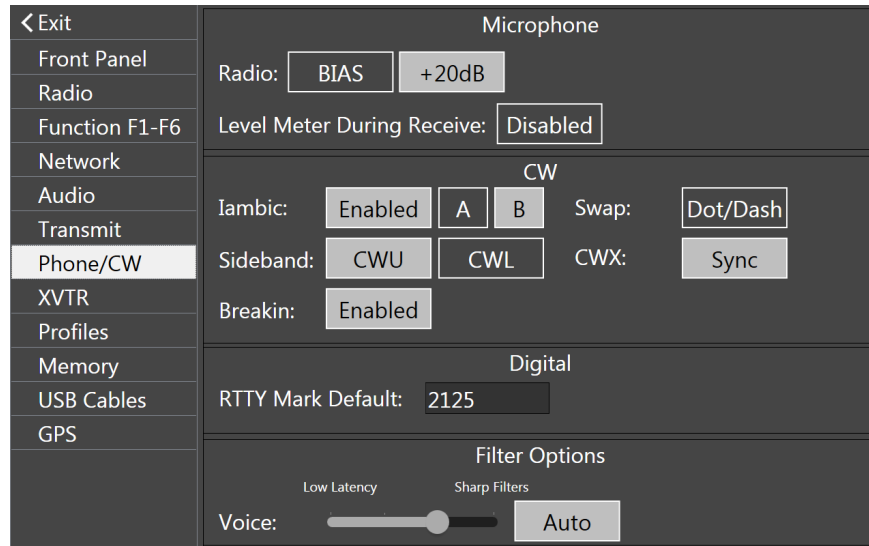 Exit
Front Panel
Radio
Function F1-F6
Network
Audio
Transmit
Phone/CW
XVTR
Profiles
Memory
USB Cables
GPS
Microphone
Radio: BIAS +20dB
Level Meter During Receive: Disabled
CW
Iambic: Enabled A B Swap: Dot/Dash
Sideband: CWU CWL CWX: Sync
Breakin: Enabled
Digital
RTTY Mark Default: 2125
Filter Options
Low Latency Sharp Filters
Voice: Auto